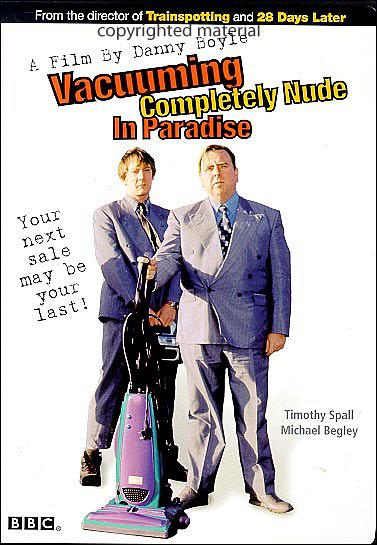 From the director of Trainspotting and 28 Days Later
copyrighted material
A Film By Danny Boyle
Vacuuming
Completely Nude
In Paradise
Your
next
sale
may be
your
last!
Timothy Spall
Michael Begley
BBC®